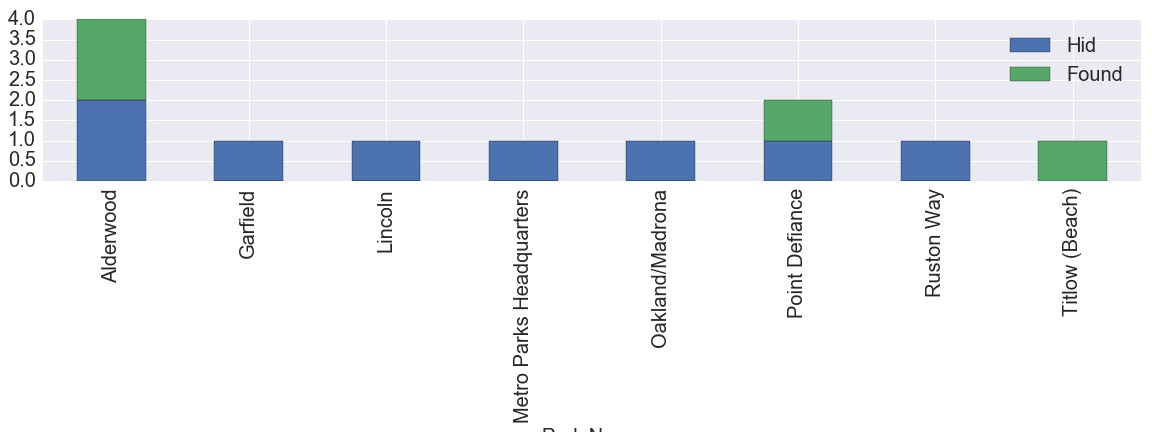 4.0
3.5
3.0
2.5
2.0
1.5
1.0
0.5
0.0
Hid
Found
Alderwood
Garfield
Lincoln
Metro Parks Headquarters
Oakland/Madrona
Point Defiance
Ruston Way
Titlow (Beach)